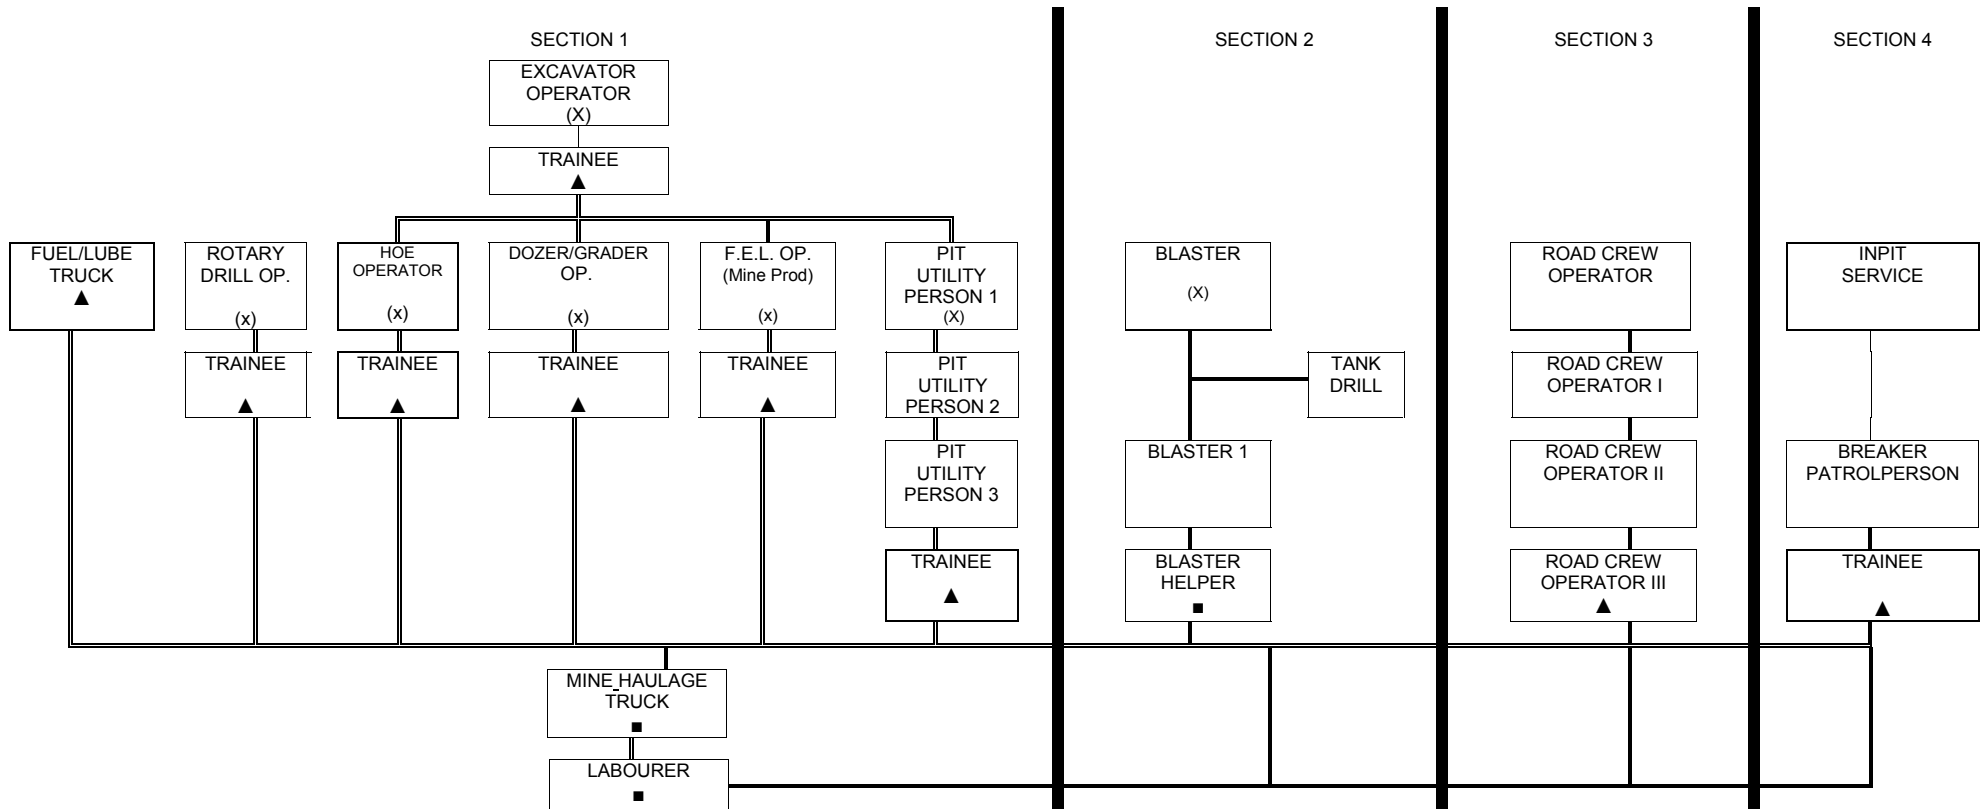 SECTION 1
SECTION 2
SECTION 3
SECTION 4
EXCAVATOR
OPERATOR
(X)
TRAINEE
▲
FUEL/LUBE
TRUCK
▲
ROTARY
DRILL OP.
(x)
HOE
OPERATOR
(x)
DOZER/GRADER
OP.
(x)
F.E.L. OP.
(Mine Prod)
(x)
PIT
UTILITY
PERSON 1
(X)
BLASTER
(X)
ROAD CREW
OPERATOR
INPIT
SERVICE
TRAINEE
▲
TRAINEE
▲
TRAINEE
▲
TRAINEE
▲
PIT
UTILITY
PERSON 2
TANK
DRILL
ROAD CREW
OPERATOR I
PIT
UTILITY
PERSON 3
BLASTER 1
ROAD CREW
OPERATOR II
BREAKER
PATROLPERSON
TRAINEE
▲
BLASTER
HELPER
■
ROAD CREW
OPERATOR III
▲
TRAINEE
▲
MINE HAULAGE
TRUCK
■
LABOURER
■